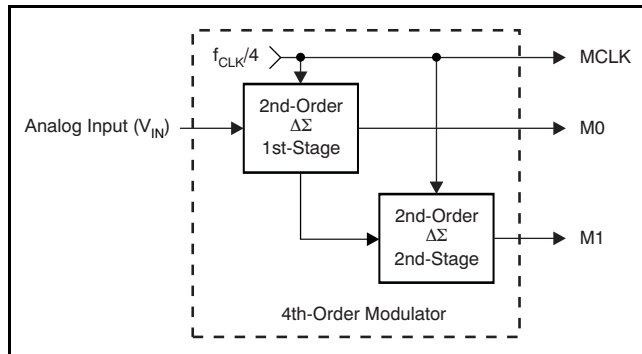 f_CLK/4
MCLK
2nd-Order
ΔΣ
1st-Stage
Analog Input (V_IN)
M0
2nd-Order
ΔΣ
2nd-Stage
M1
4th-Order Modulator